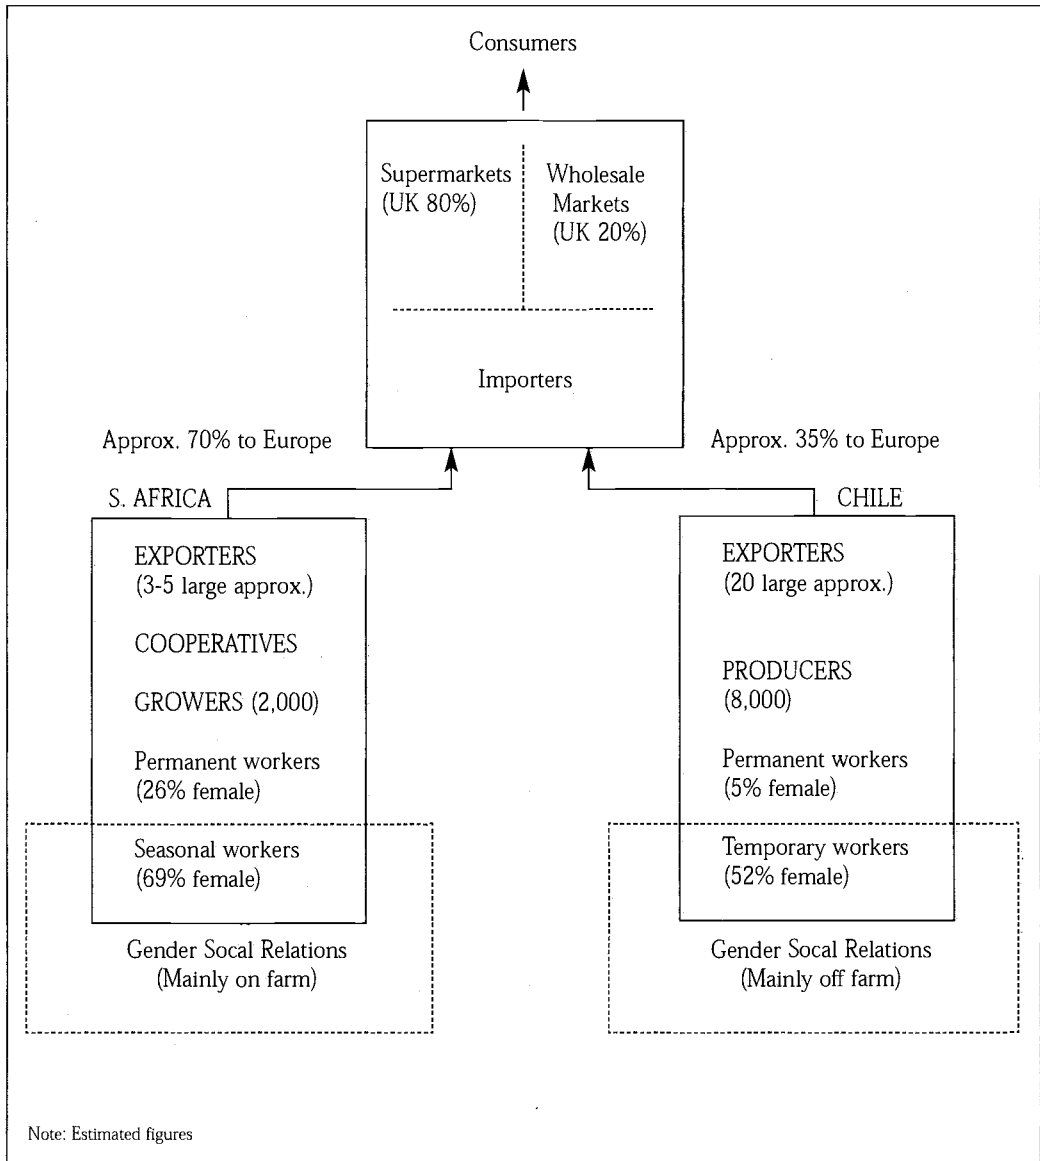 Consumers
Supermarkets
(UK 80%)
Wholesale
Markets
(UK 20%)
Importers
Approx. 70% to Europe
Approx. 35% to Europe
S. AFRICA
EXPORTERS
(3-5 large approx.)
COOPERATIVES
GROWERS (2,000)
Permanent workers
(26% female)
Seasonal workers
(69% female)
Gender Socal Relations
(Mainly on farm)
CHILE
EXPORTERS
(20 large approx.)
PRODUCERS
(8,000)
Permanent workers
(5% female)
Temporary workers
(52% female)
Gender Socal Relations
(Mainly off farm)
Note: Estimated figures